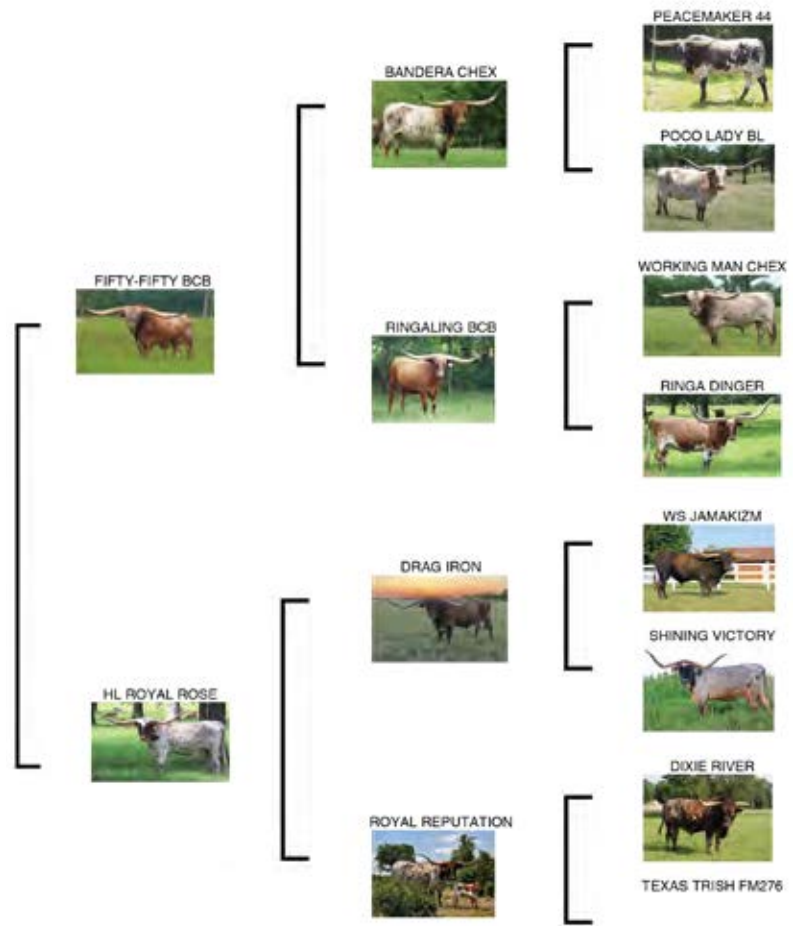 PEACEMAKER 44
BANDERA CHEX
POCO LADY BL
FIFTY-FIFTY BCB
WORKING MAN CHEX
RINGALING BCB
RINGA DINGER
WS JAMAKIZM
DRAG IRON
SHINING VICTORY
HL ROYAL ROSE
DIXIE RIVER
ROYAL REPUTATION
TEXAS TRISH FM276